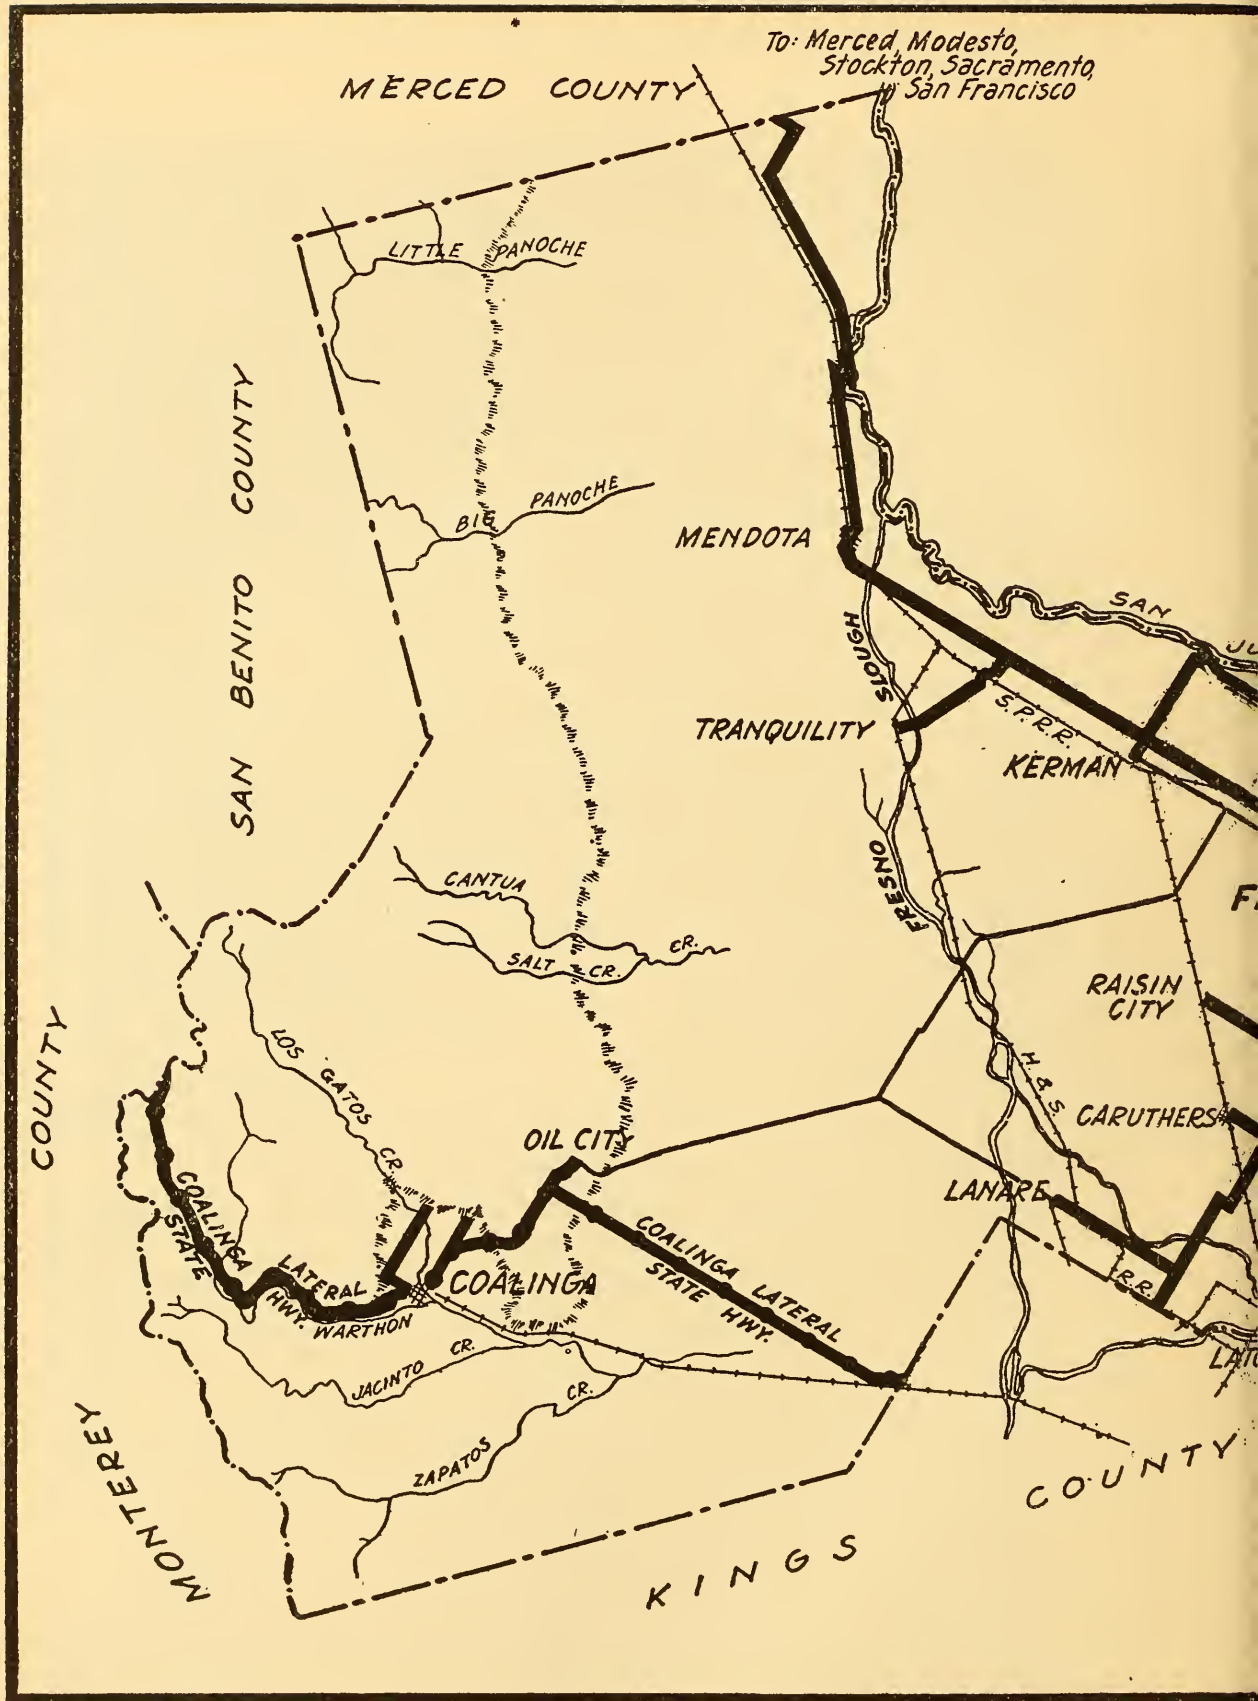 To: Merced, Modesto,
Stockton, Sacramento,
San Francisco
MERCED COUNTY
LITTLE PANOCHE
SAN BENITO COUNTY
BIG PANOCHE
MENDOTA
SAN
SLOUGH
TRANQUILITY
S.P.R.R.
KERMAN
FRESNO
CANTUA
CR.
SALT CR.
RAISIN
CITY
COUNTY
LOS GATOS CR.
H. & S.
CARUTHERS
OIL CITY
LANARE
COALINGA
STATE
LATERAL
HWY.
COALINGA
COALINGA LATERAL
STATE HWY.
R.R.
WARTHON
JACINTO CR.
ZAPATOS CR.
MONTEREY
COUNTY
KINGS